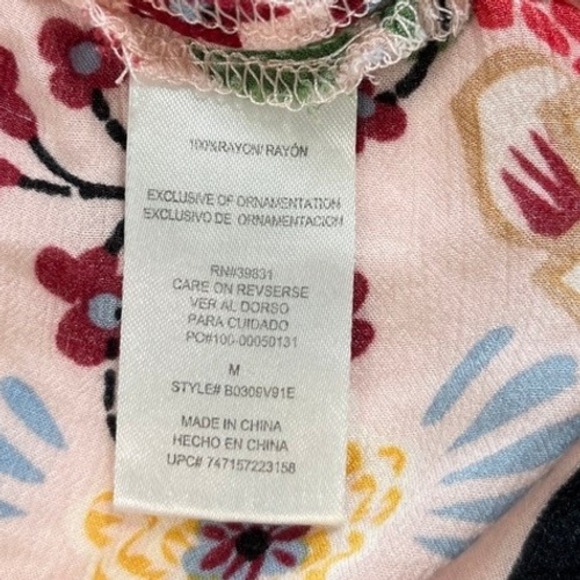 100%RAYON/ RAYÓN
EXCLUSIVE OF ORNAMENTATION
EXCLUSIVO DE ORNAMENTACION
RN#39831
CARE ON REVSERSE
VER AL DORSO
PARA CUIDADO
PO#100-00050131
M
STYLE# B0309V91E
MADE IN CHINA
HECHO EN CHINA
UPC# 747157223158